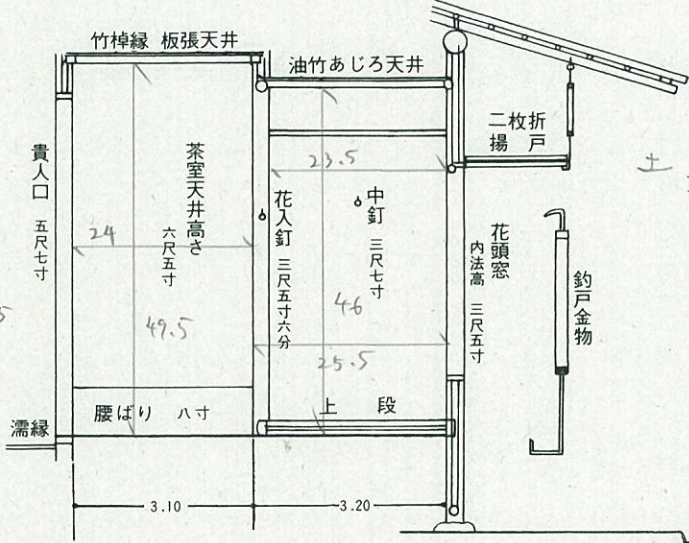 竹棹縁 板張天井
油竹あじろ天井
二枚折
揚戸
土
貴人口 五尺七寸
茶室天井高さ
六尺五寸
花入釘 三尺五寸六分
中釘 三尺七寸
花頭窓
内法高 三尺五寸
釣戸金物
23.5
24
46
49.5
25.5
5
腰ばり 八寸
上段
濡縁
3.10
3.20